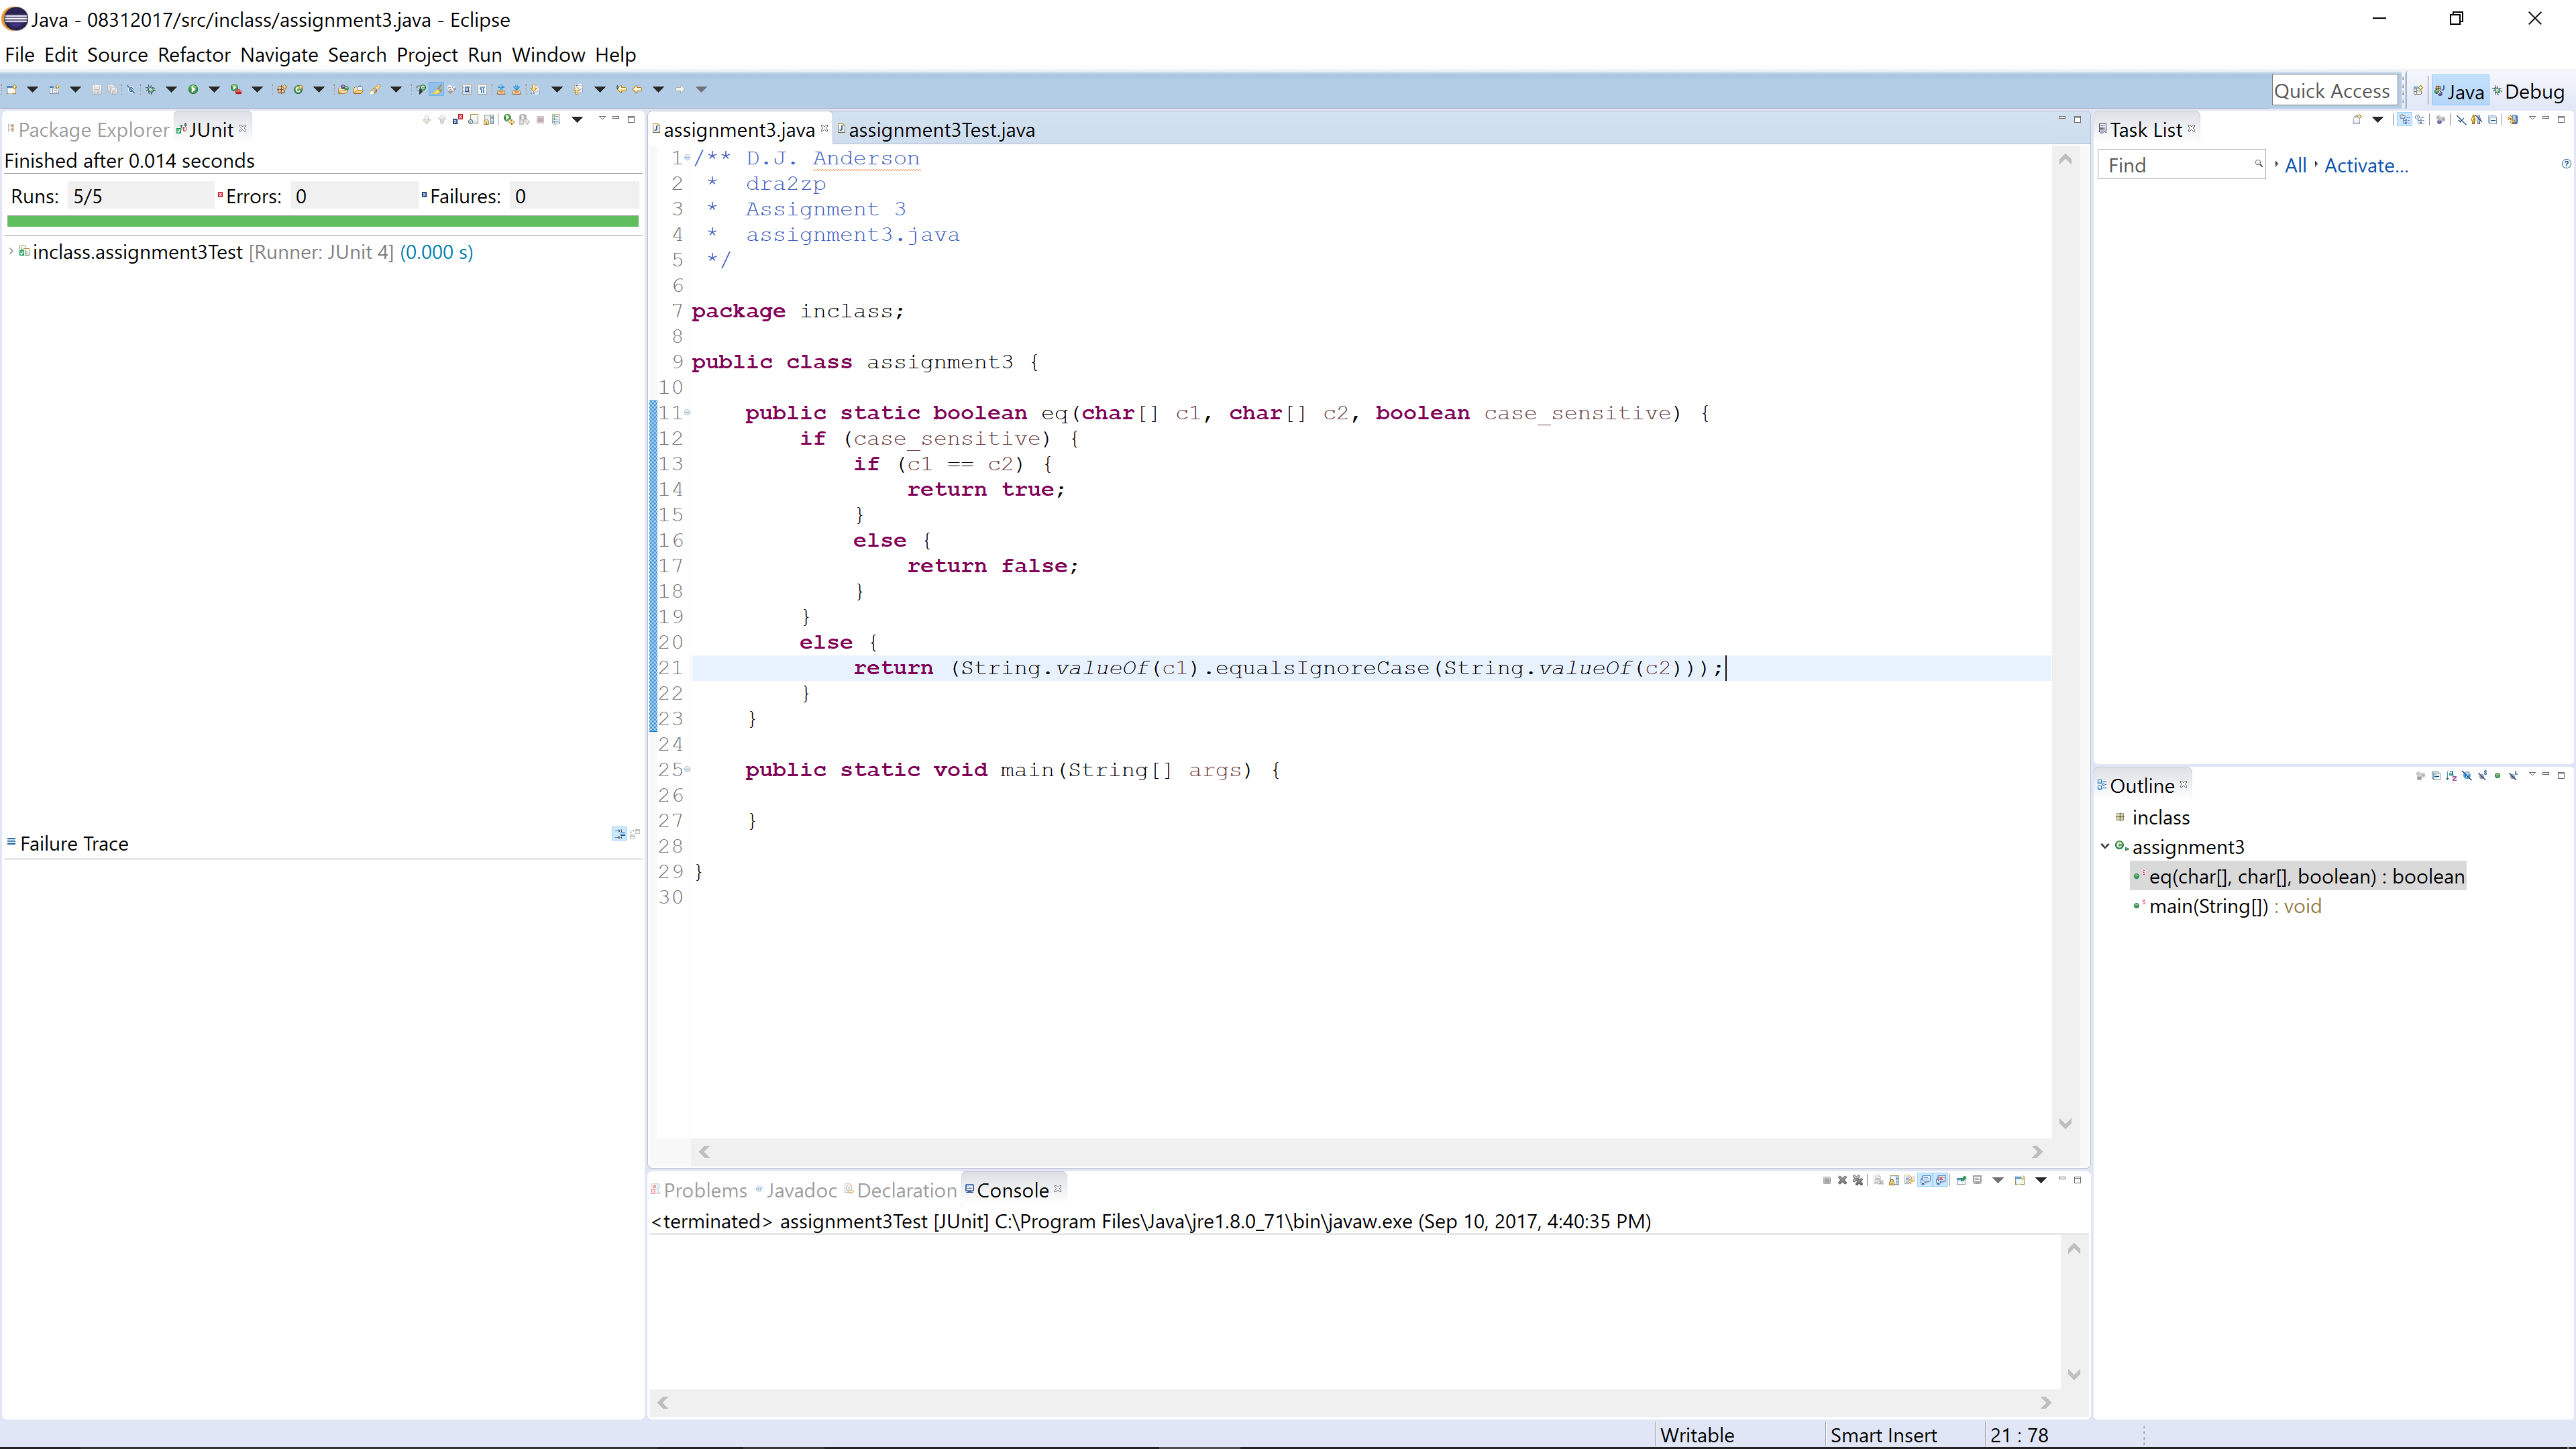 Java - 08312017/src/inclass/assignment3.java - Eclipse
File Edit Source Refactor Navigate Search Project Run Window Help
Quick Access
Java
Debug
Package Explorer
JUnit
Finished after 0.014 seconds
Runs: 5/5
Errors: 0
Failures: 0
inclass.assignment3Test [Runner: JUnit 4] (0.000 s)
Failure Trace
assignment3.java
assignment3Test.java
1 /** D.J. Anderson
2 *  dra2zp
3 *  Assignment 3
4 *  assignment3.java
5 */
6
7 package inclass;
8
9 public class assignment3 {
10
11     public static boolean eq(char[] c1, char[] c2, boolean case_sensitive) {
12         if (case_sensitive) {
13             if (c1 == c2) {
14                 return true;
15             }
16             else {
17                 return false;
18             }
19         }
20         else {
21             return (String.valueOf(c1).equalsIgnoreCase(String.valueOf(c2)));
22         }
23     }
24
25     public static void main(String[] args) {
26
27     }
28
29 }
30
Task List
Find
All
Activate...
Outline
inclass
assignment3
eq(char[], char[], boolean) : boolean
main(String[]) : void
Problems
Javadoc
Declaration
Console
<terminated> assignment3Test [JUnit] C:\Program Files\Java\jre1.8.0_71\bin\javaw.exe (Sep 10, 2017, 4:40:35 PM)
Writable
Smart Insert
21 : 78